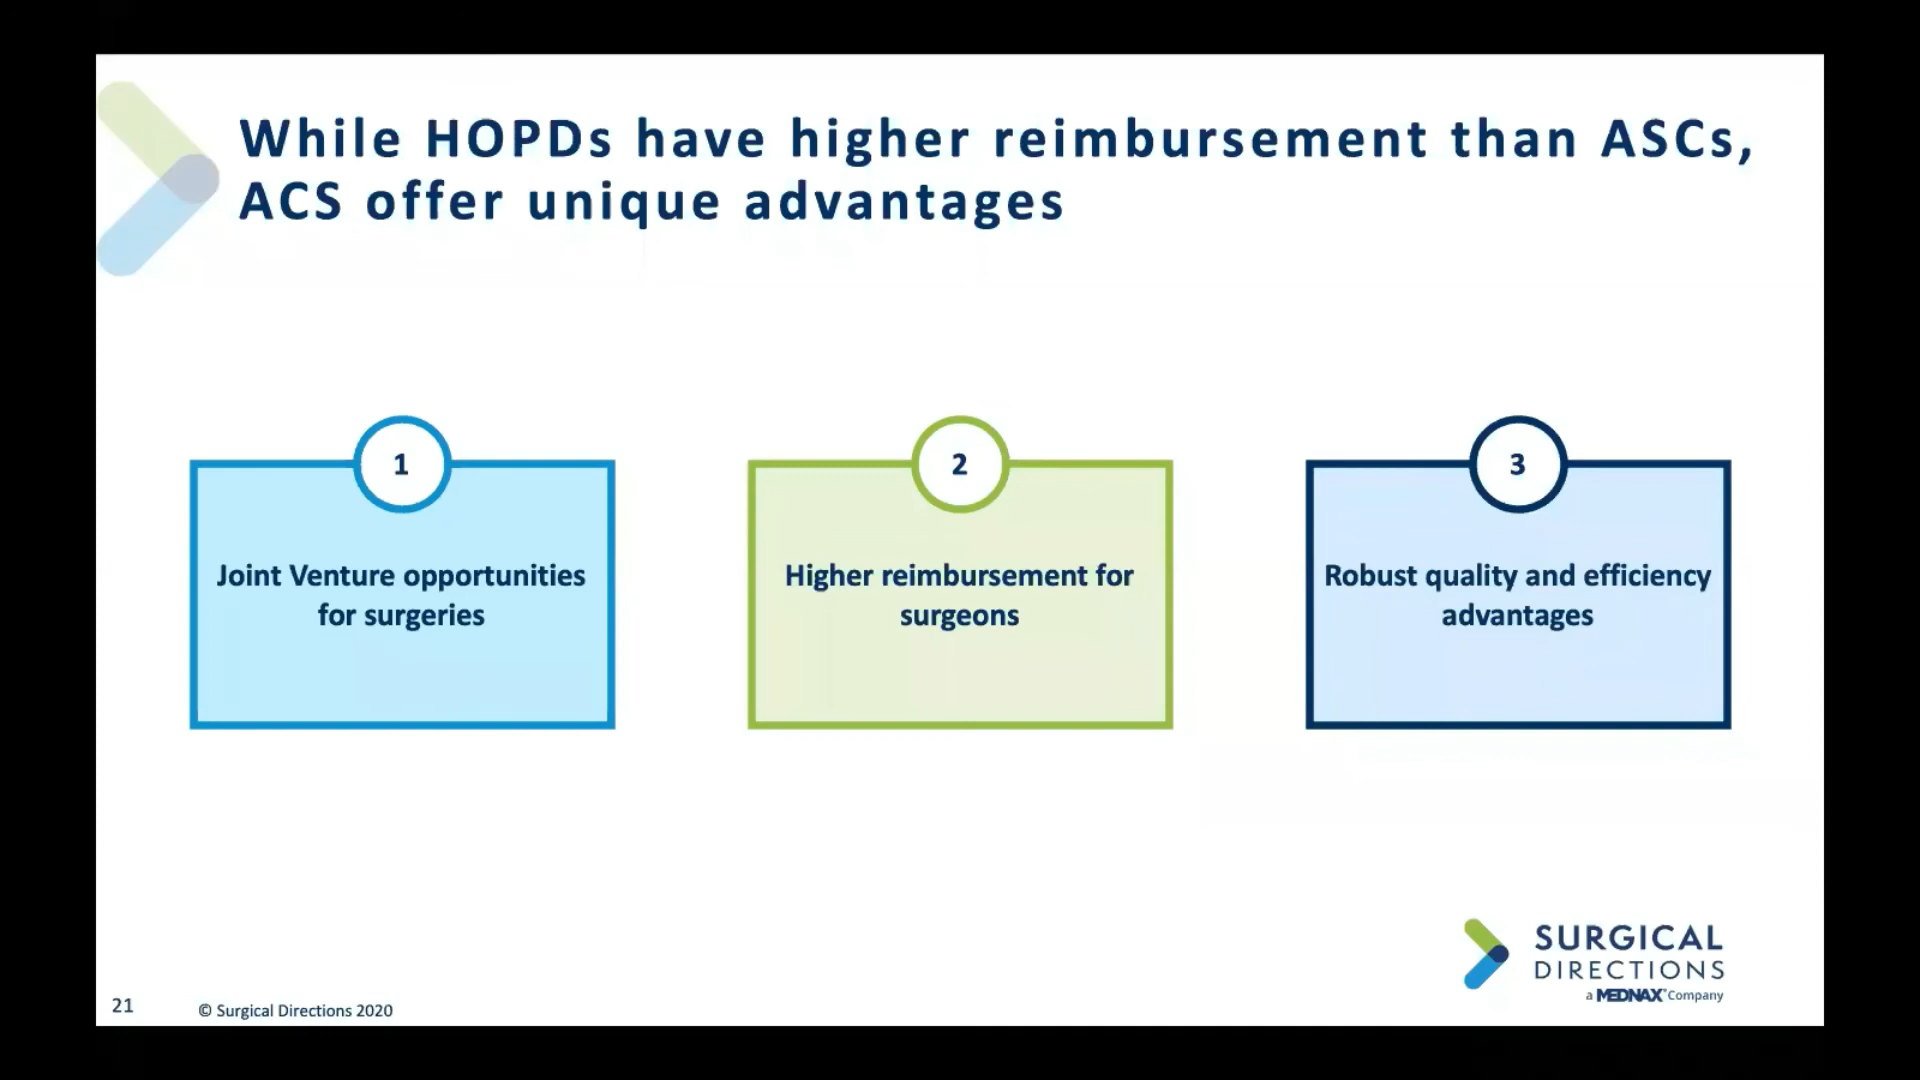 While HOPDs have higher reimbursement than ASCs,
ACS offer unique advantages
1
Joint Venture opportunities
for surgeries
2
Higher reimbursement for
surgeons
3
Robust quality and efficiency
advantages
SURGICAL
DIRECTIONS
a MEDNAX® Company
21
© Surgical Directions 2020